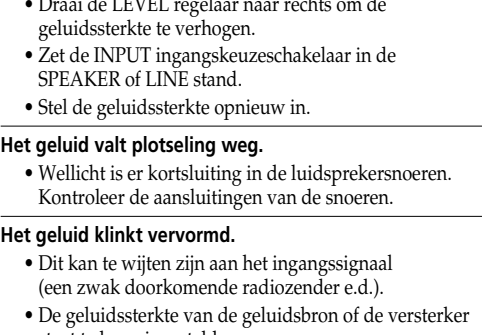 • Draai de LEVEL regelaar naar rechts om de
geluidssterkte te verhogen.
• Zet de INPUT ingangskeuzeschakelaar in de
SPEAKER of LINE stand.
• Stel de geluidssterkte opnieuw in.
Het geluid valt plotseling weg.
• Wellicht is er kortsluiting in de luidsprekersnoeren.
Kontroleer de aansluitingen van de snoeren.
Het geluid klinkt vervormd.
• Dit kan te wijten zijn aan het ingangssignaal
(een zwak doorkomende radiozender e.d.).
• De geluidssterkte van de geluidsbron of de versterker